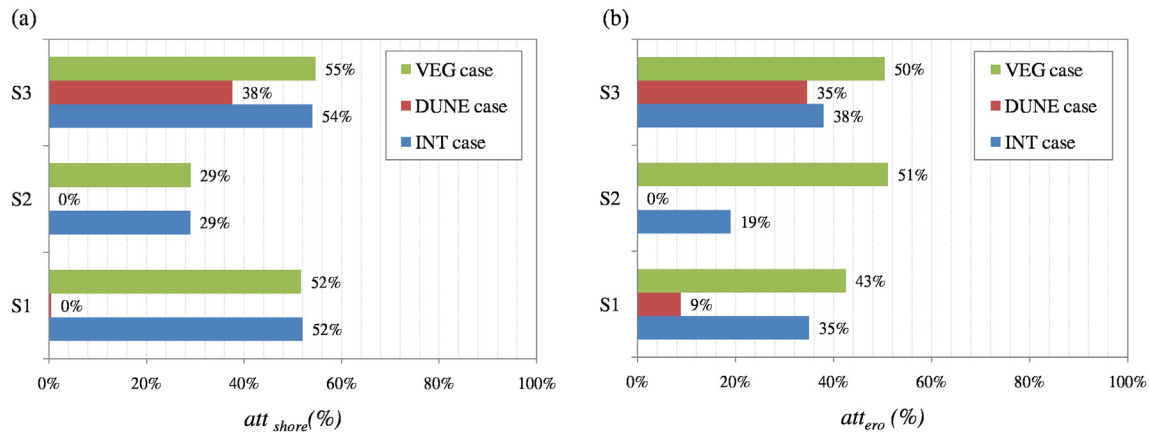 (a)
S3
S2
S1
55%
38%
54%
29%
0%
29%
52%
0%
52%
VEG case
DUNE case
INT case
0% 20% 40% 60% 80% 100%
att shore(%)
(b)
S3
S2
S1
50%
35%
38%
51%
0%
19%
43%
9%
35%
VEG case
DUNE case
INT case
0% 20% 40% 60% 80% 100%
att ero (%)